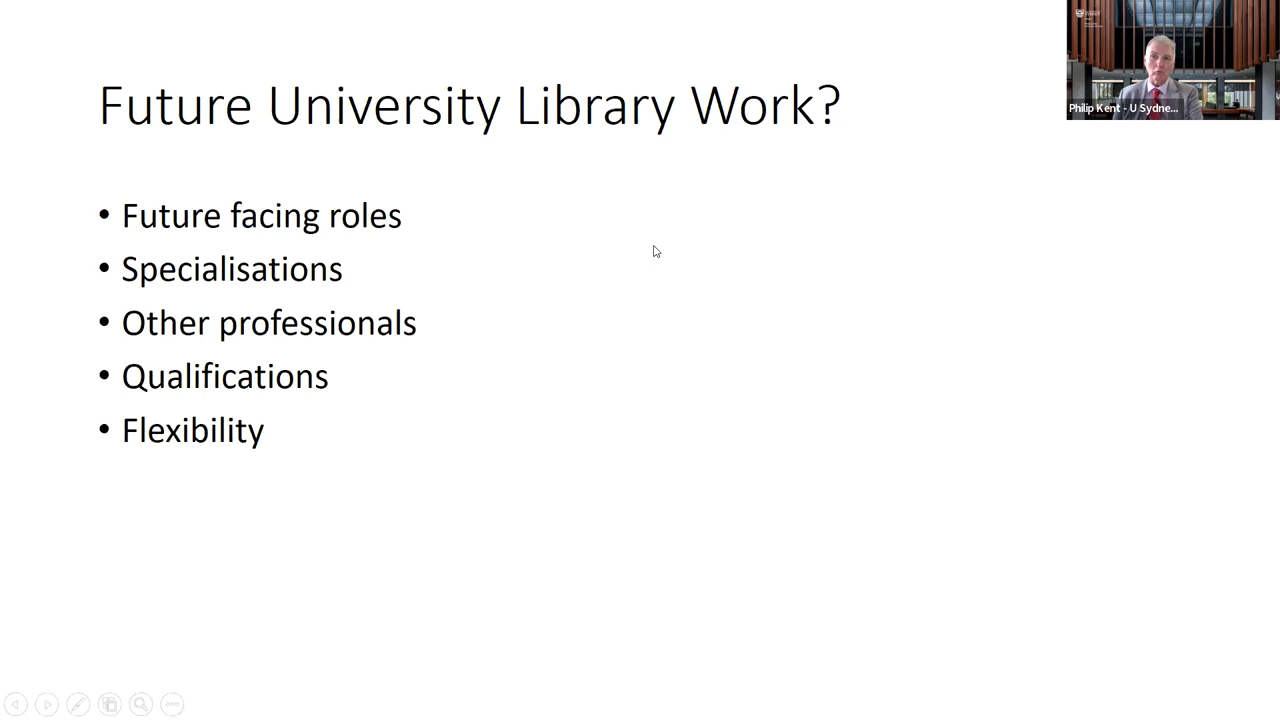 Future University Library Work?
Philip Kent - U Sydne...
• Future facing roles
• Specialisations
• Other professionals
• Qualifications
• Flexibility